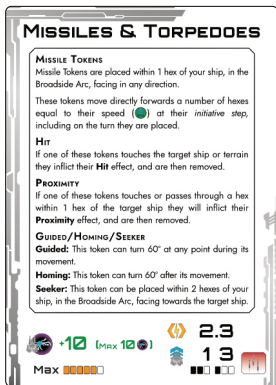 MISSILES & TORPEDOES
MISSILE TOKENS
Missile Tokens are placed within 1 hex of your ship, in the
Broadside Arc, facing in any direction.
These tokens move directly forwards a number of hexes
equal to their speed ( ) at their initiative step,
including on the turn they are placed.
HIT
If one of these tokens touches the target ship or terrain
they inflict their Hit effect, and are then removed.
PROXIMITY
If one of these tokens touches or passes through a hex
within 1 hex of the target ship they will inflict their
Proximity effect, and are then removed.
GUIDED/HOMING/SEEKER
Guided: This token can turn 60° at any point during its
movement.
Homing: This token can turn 60° after its movement.
Seeker: This token can be placed within 2 hexes of your
ship, in the Broadside Arc, facing towards the target ship.
+10 (MAX 10 )
2.3
Max
1 3